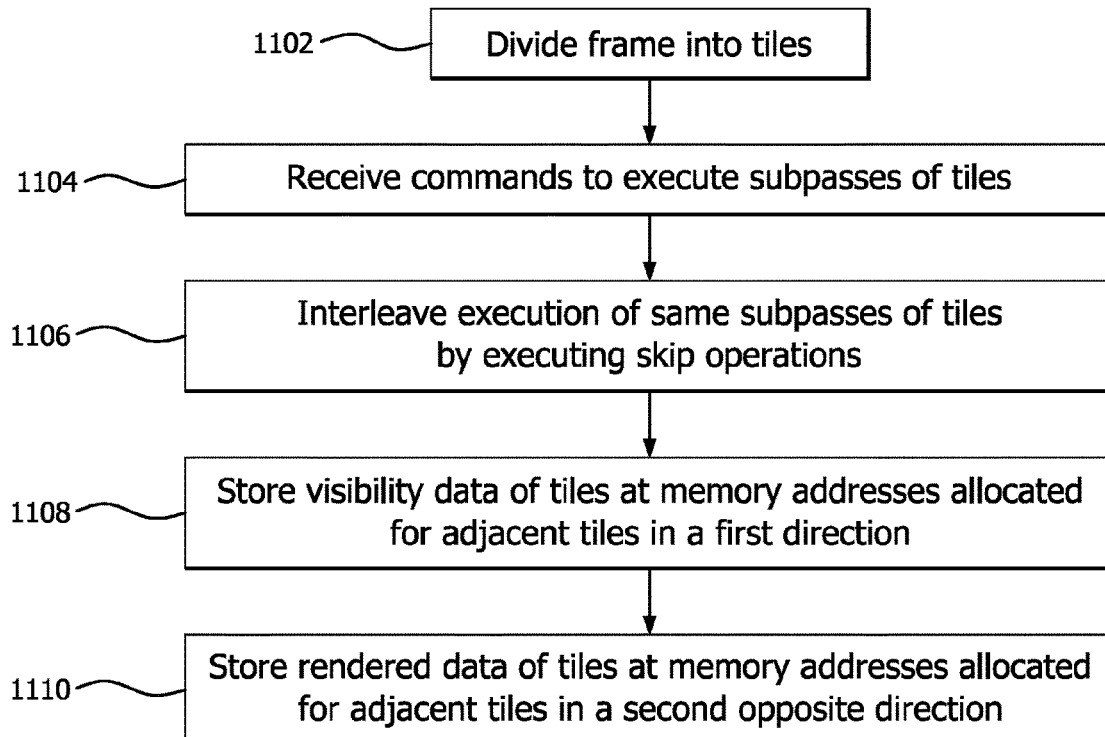 1102 Divide frame into tiles
1104 Receive commands to execute subpasses of tiles
1106 Interleave execution of same subpasses of tiles
by executing skip operations
1108 Store visibility data of tiles at memory addresses allocated
for adjacent tiles in a first direction
1110 Store rendered data of tiles at memory addresses allocated
for adjacent tiles in a second opposite direction